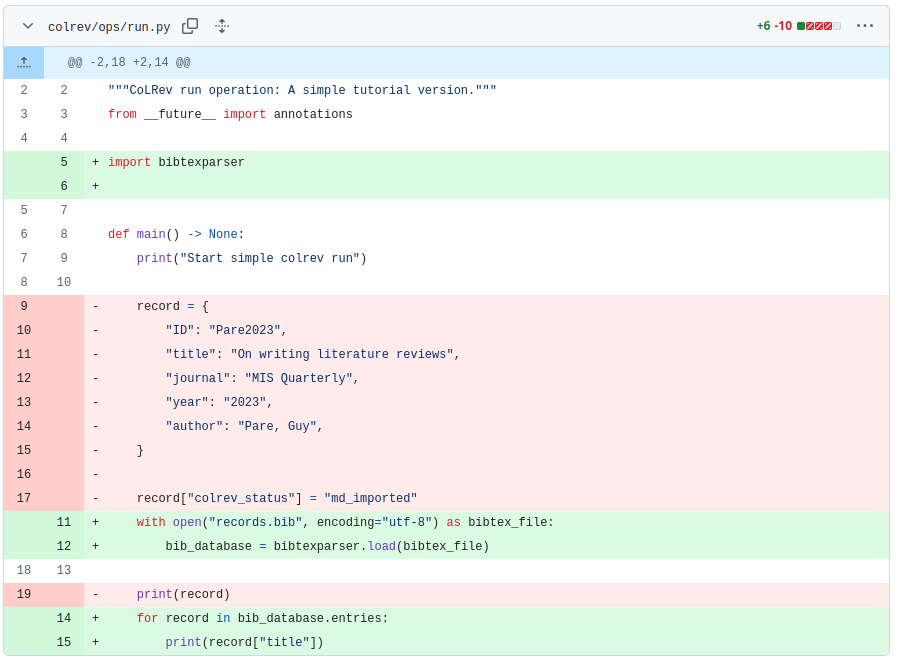 colrev/ops/run.py +6 -10
@@ -2,18 +2,14 @@
2 2 """CoLRev run operation: A simple tutorial version."""
3 3 from __future__ import annotations
4 4
5 + import bibtexparser
6 +
5 7
6 8 def main() -> None:
7 9     print("Start simple colrev run")
8 10
9 -     record = {
10 -         "ID": "Pare2023",
11 -         "title": "On writing literature reviews",
12 -         "journal": "MIS Quarterly",
13 -         "year": "2023",
14 -         "author": "Pare, Guy",
15 -     }
16 -
17 -     record["colrev_status"] = "md_imported"
11 +     with open("records.bib", encoding="utf-8") as bibtex_file:
12 +         bib_database = bibtexparser.load(bibtex_file)
18 13
19 -     print(record)
14 +     for record in bib_database.entries:
15 +         print(record["title"])